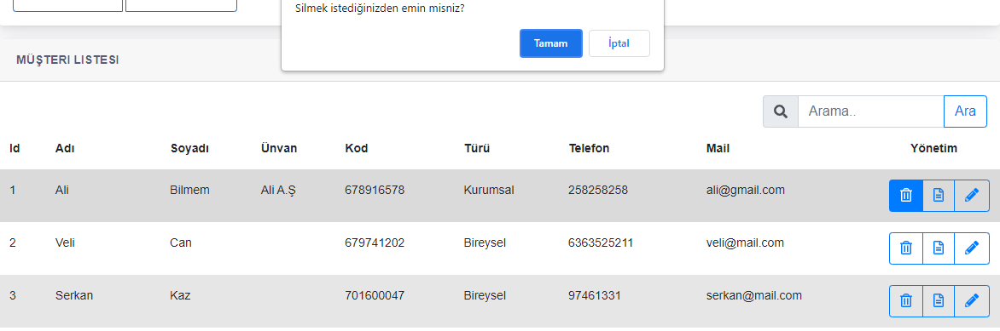 Silmek istediğinizden emin misniz?
Tamam İptal
MÜŞTERI LISTESI
Arama.. Ara
Id Adı Soyadı Ünvan Kod Türü Telefon Mail Yönetim
1 Ali Bilmem Ali A.Ş 678916578 Kurumsal 258258258 ali@gmail.com
2 Veli Can 679741202 Bireysel 6363525211 veli@mail.com
3 Serkan Kaz 701600047 Bireysel 97461331 serkan@mail.com